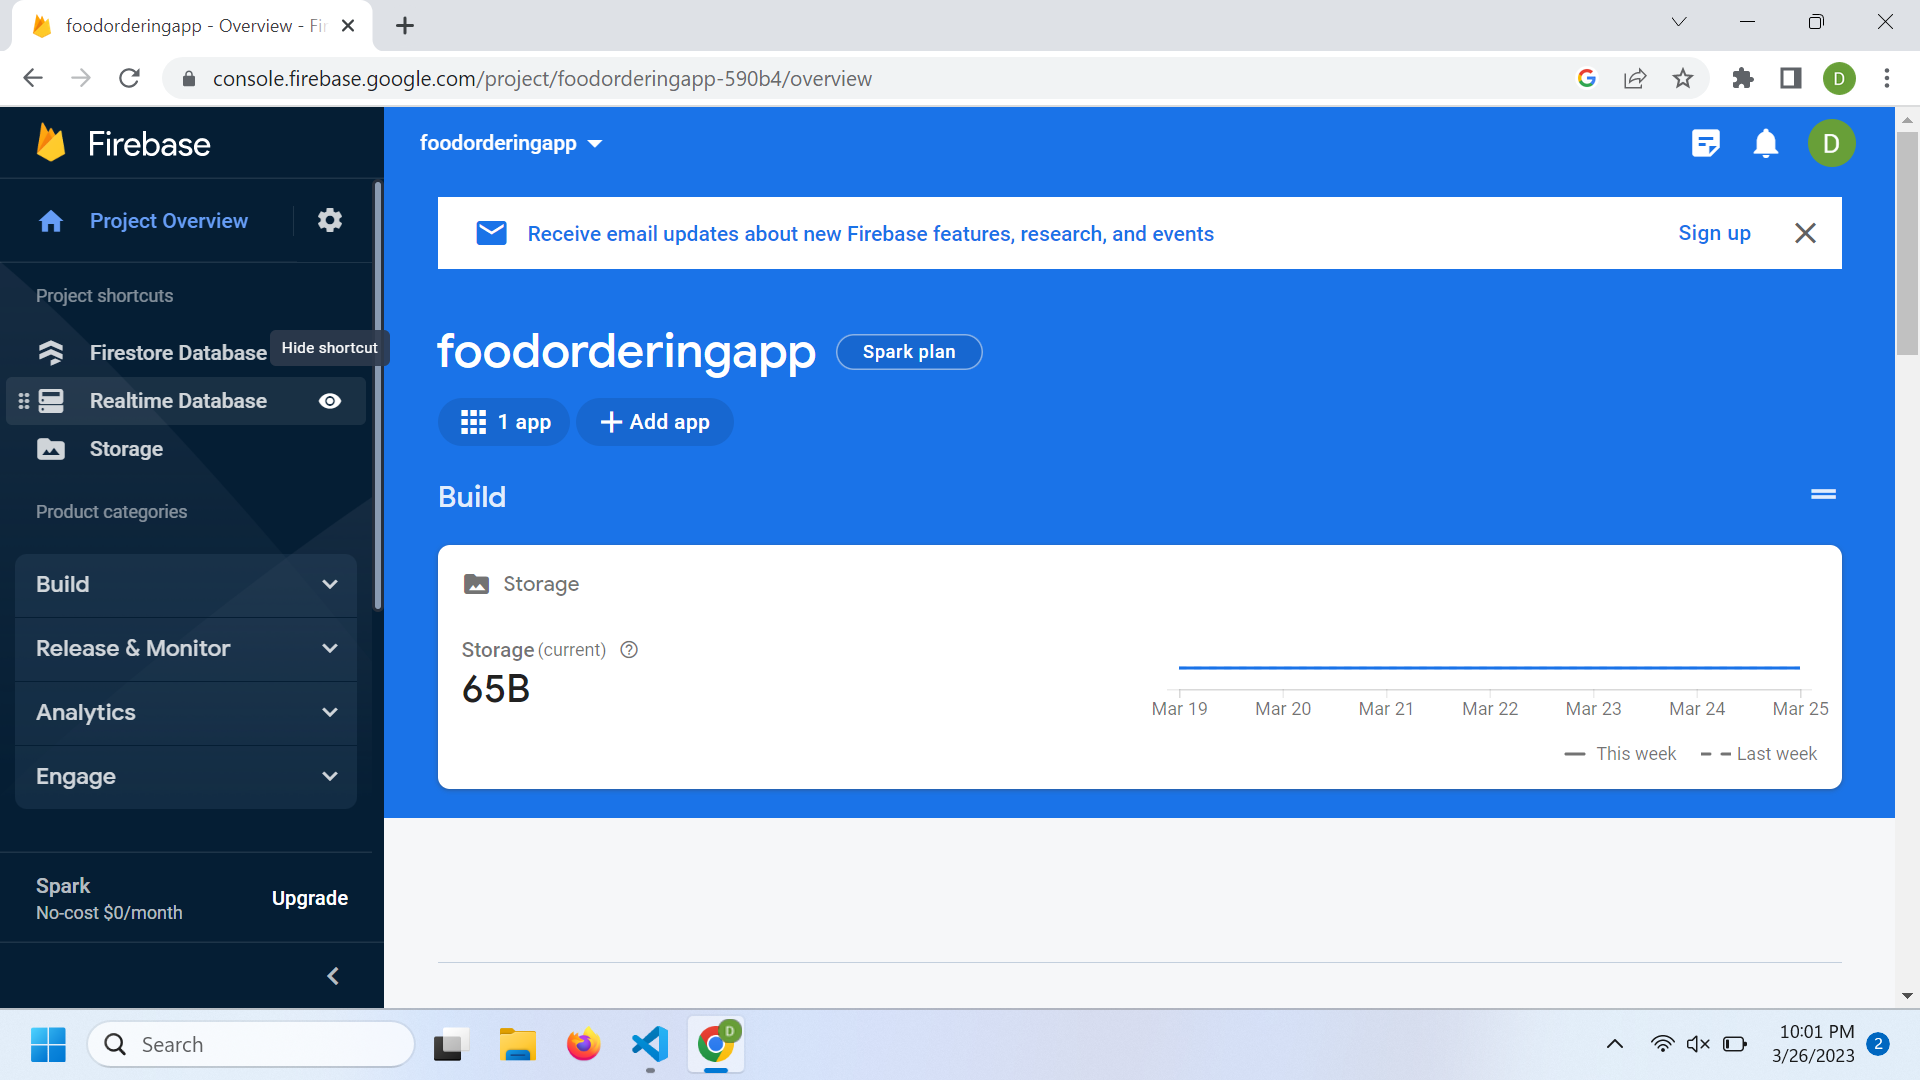 foodorderingapp - Overview - Fir
console.firebase.google.com/project/foodorderingapp-590b4/overview
D
Firebase
foodorderingapp
D
Project Overview
Receive email updates about new Firebase features, research, and events
Sign up
Project shortcuts
Firestore Database
Hide shortcut
Realtime Database
Storage
foodorderingapp
Spark plan
1 app
Add app
Build
Product categories
Build
Release & Monitor
Analytics
Engage
Storage
Storage (current)
65B
Mar 19 Mar 20 Mar 21 Mar 22 Mar 23 Mar 24 Mar 25
This week
Last week
Spark
No-cost $0/month
Upgrade
Search
D
10:01 PM
3/26/2023
2